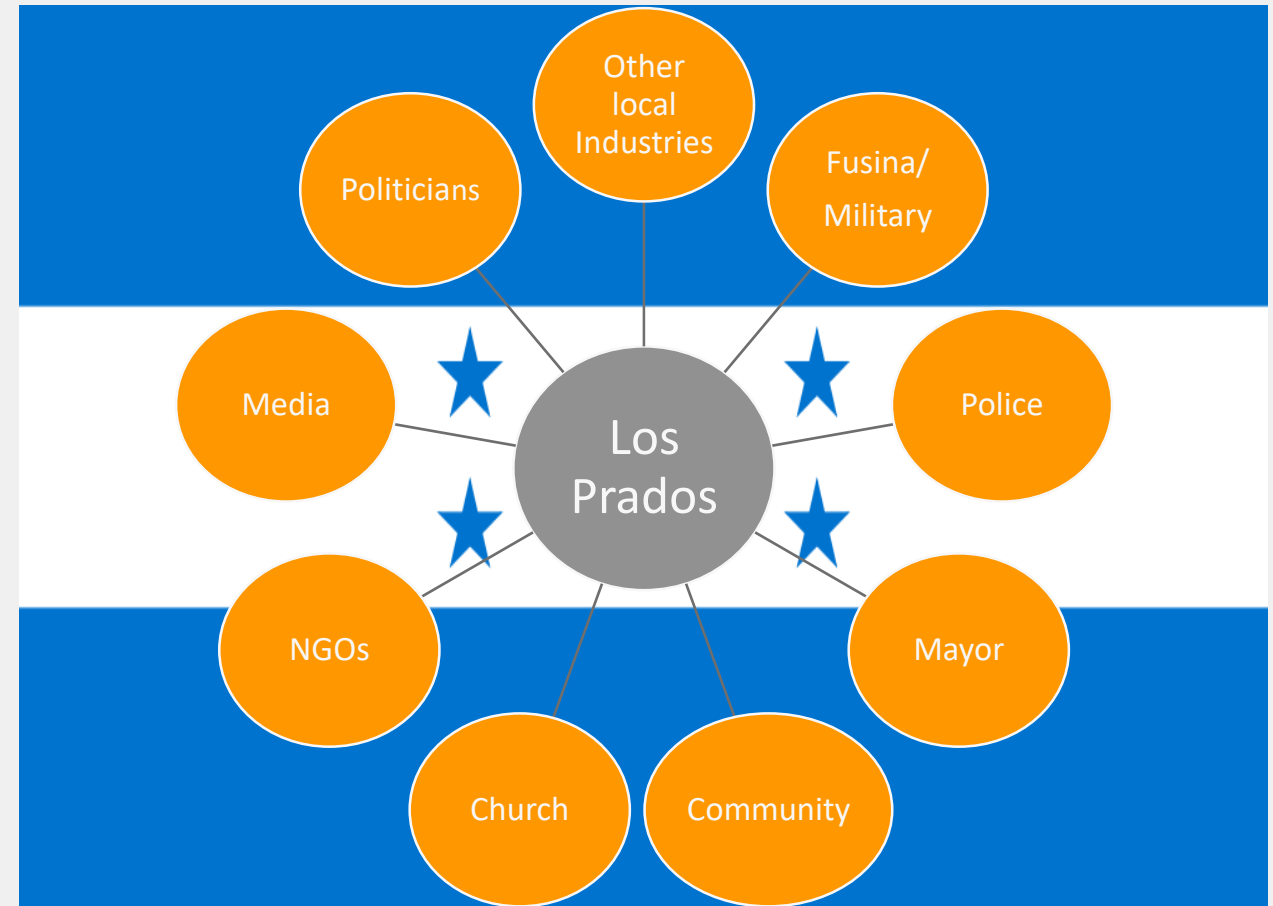 Other
local
Industries
Fusina/
Military
Politicians
Media
Police
Los
Prados
NGOs
Mayor
Church
Community